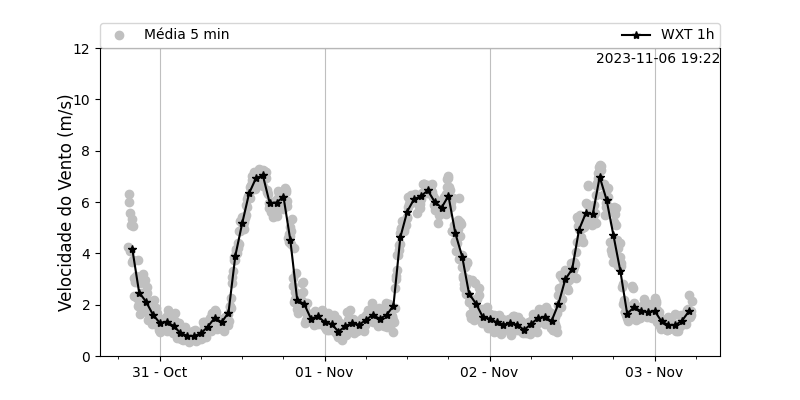 Média 5 min
WXT 1h
2023-11-06 19:22
Velocidade do Vento (m/s)
12
10
8
6
4
2
0
31 - Oct
01 - Nov
02 - Nov
03 - Nov